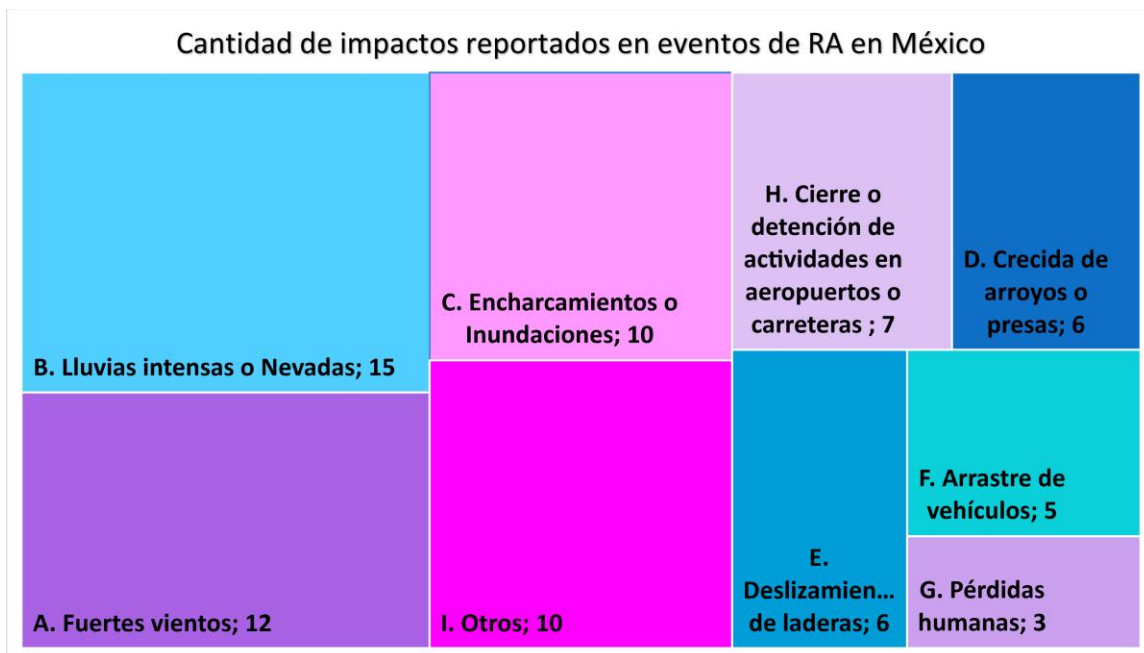 Cantidad de impactos reportados en eventos de RA en México
B. Lluvias intensas o Nevadas; 15
A. Fuertes vientos; 12
C. Encharcamientos o
Inundaciones; 10
I. Otros; 10
H. Cierre o
detención de
actividades en
aeropuertos o
carreteras ; 7
D. Crecida de
arroyos o
presas; 6
E.
Deslizamien...
de laderas; 6
F. Arrastre de
vehículos; 5
G. Pérdidas
humanas; 3